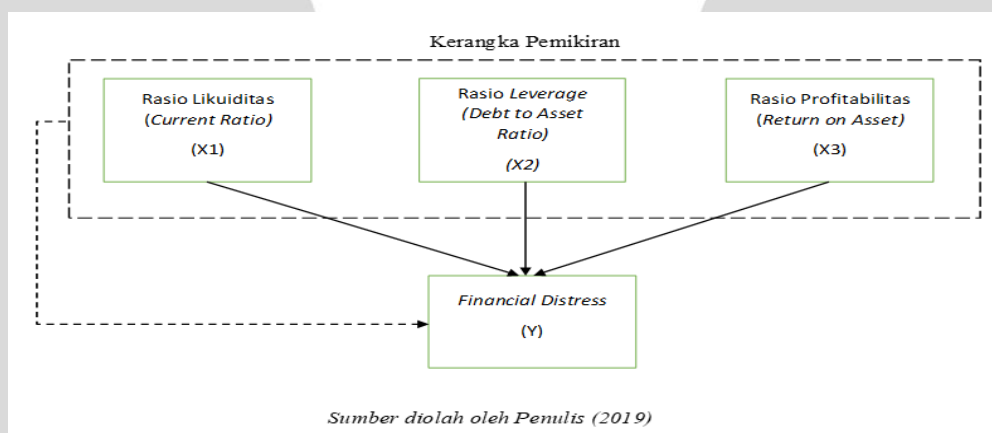 Kerangka Pemikiran
Rasio Likuiditas
(Current Ratio)
(X1)
Rasio Leverage
(Debt to Asset
Ratio)
(X2)
Rasio Profitabilitas
(Return on Asset)
(X3)
Financial Distress
(Y)
Sumber diolah oleh Penulis (2019)